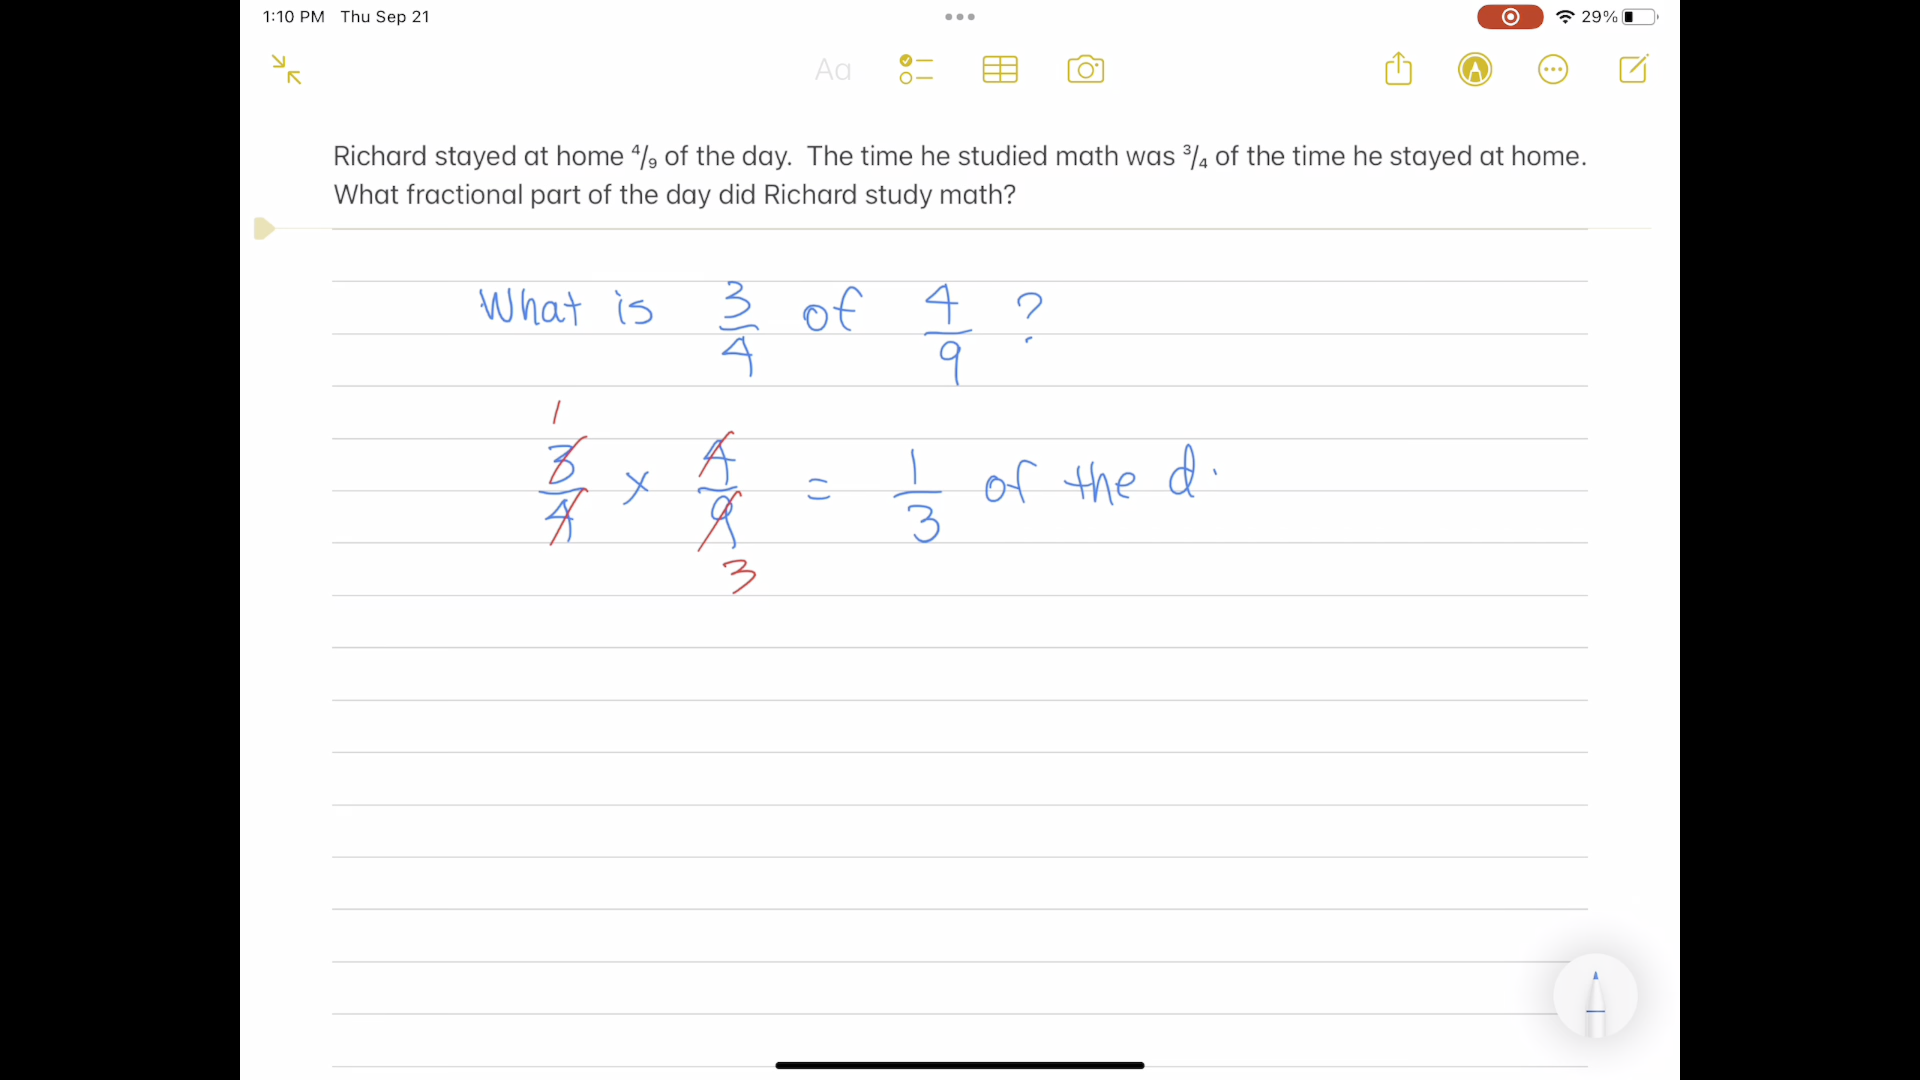 1:10 PM Thu Sep 21
29%
Aa
Richard stayed at home 4/9 of the day. The time he studied math was 3/4 of the time he stayed at home.
What fractional part of the day did Richard study math?
What is 3/4 of 4/9 ?
1
3/4 x 4/9 = 1/3 of the d
3